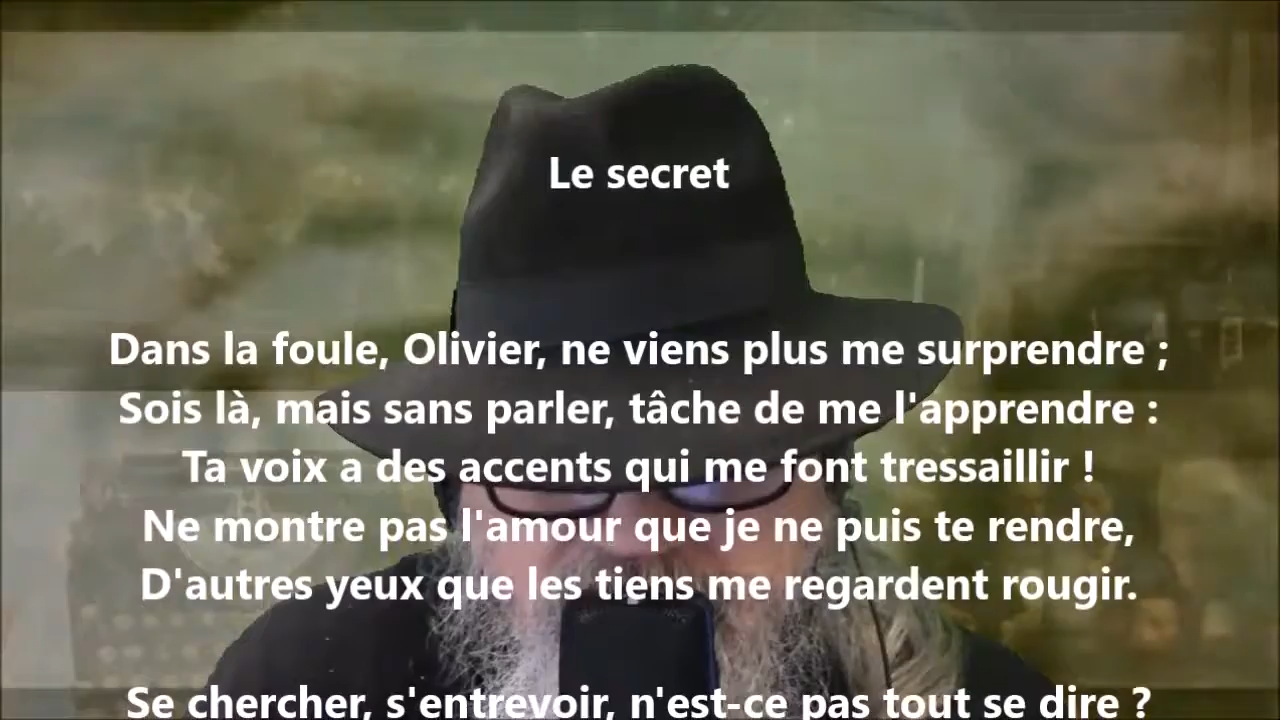 Le secret
Dans la foule, Olivier, ne viens plus me surprendre ;
Sois là, mais sans parler, tâche de me l'apprendre :
Ta voix a des accents qui me font tressaillir !
Ne montre pas l'amour que je ne puis te rendre,
D'autres yeux que les tiens me regardent rougir.
Se chercher, s'entrevoir, n'est-ce pas tout se dire ?